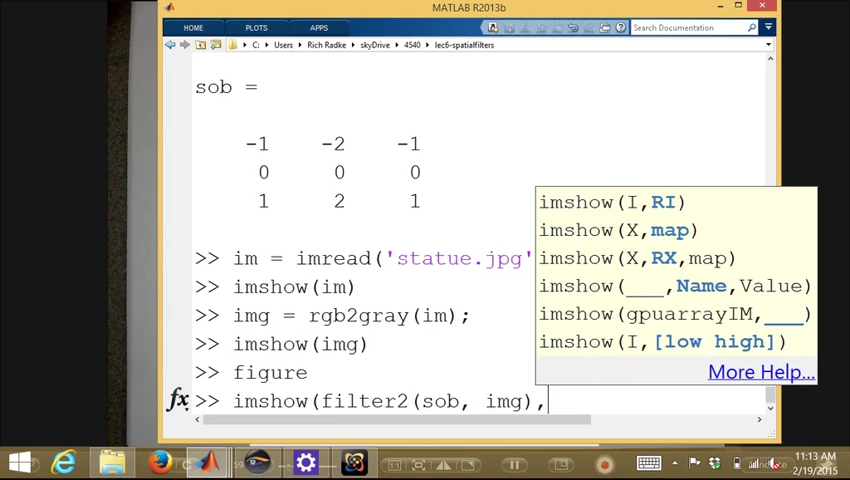 MATLAB R2013b
HOME PLOTS APPS Search Documentation
C: Users Rich Radke skyDrive 4540 lec6-spatialfilters
sob =
-1 -2 -1
0 0 0
1 2 1
>> im = imread('statue.jpg'
>> imshow(im)
>> img = rgb2gray(im);
>> imshow(img)
>> figure
fx >> imshow(filter2(sob, img),
imshow(I,RI)
imshow(X,map)
imshow(X,RX,map)
imshow(___,Name,Value)
imshow(gpuarrayIM,___)
imshow(I,[low high])
More Help...
11:13 AM
2/19/2015